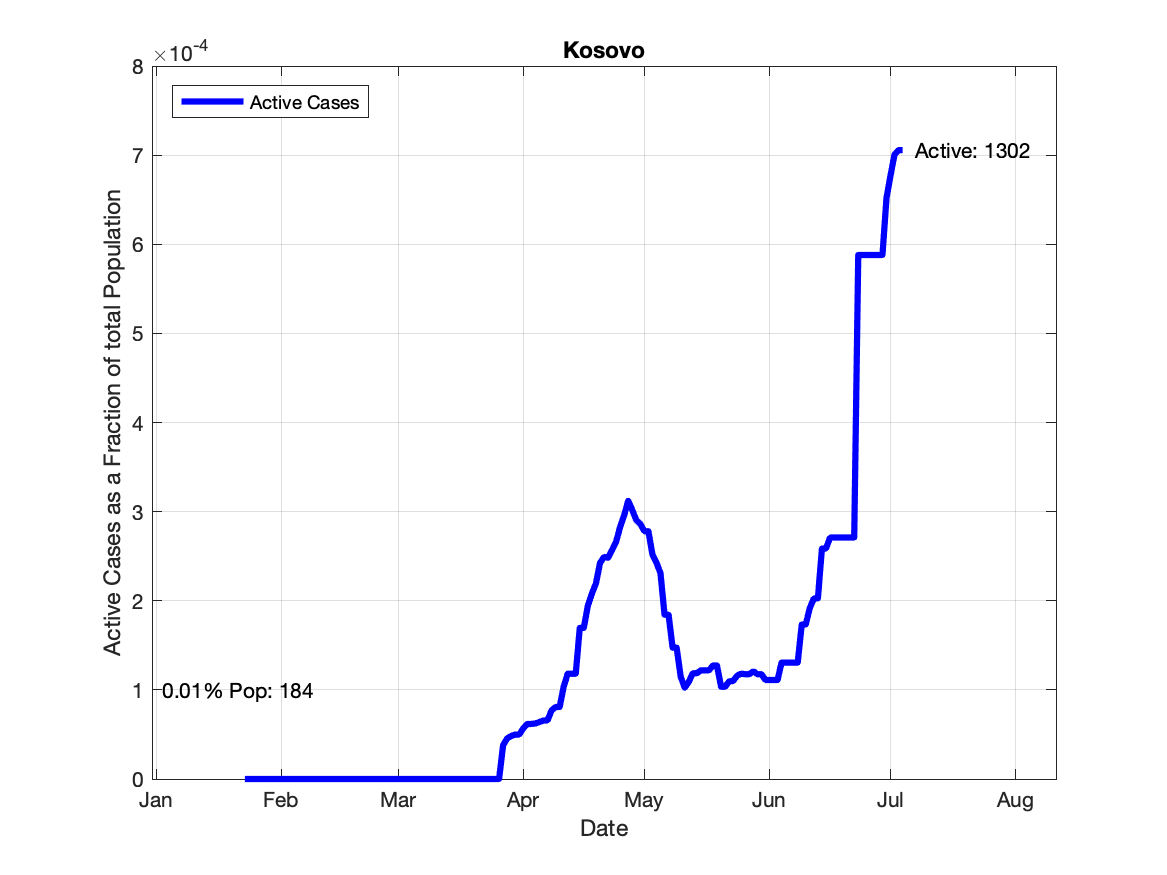 Kosovo
×10-4
8
7
6
5
4
3
2
1
0
Active Cases
Active: 1302
0.01% Pop: 184
Active Cases as a Fraction of total Population
Jan Feb Mar Apr May Jun Jul Aug
Date